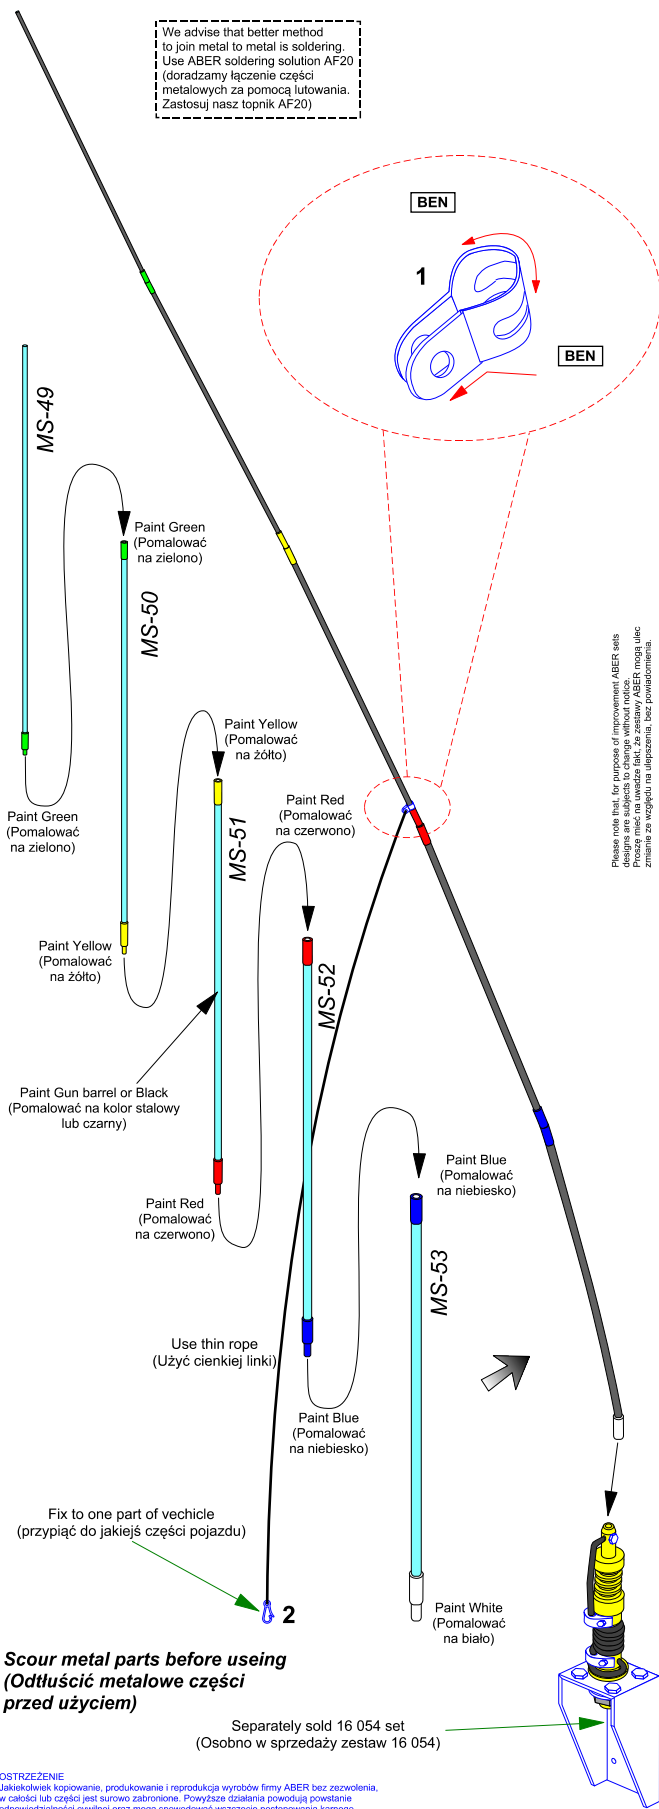 We advise that better method
to join metal to metal is soldering.
Use ABER soldering solution AF20
(doradzamy łączenie części
metalowych za pomocą lutowania.
Zastosuj nasz topnik AF20)
BEN
1
BEN
MS-49
Paint Green
(Pomalować
na zielono)
MS-50
Paint Yellow
(Pomalować
na żółto)
Paint Green
(Pomalować
na zielono)
MS-51
Paint Red
(Pomalować
na czerwono)
Please note that, for purpose of improvement ABER sets
designs are subjects to change without notice.
Proszę mieć na uwadze fakt, że zestawy ABER mogą ulec
zmianie ze względu na ulepszenia, bez powiadomienia.
Paint Yellow
(Pomalować
na żółto)
MS-52
Paint Gun barrel or Black
(Pomalować na kolor stalowy
lub czarny)
Paint Blue
(Pomalować
na niebiesko)
Paint Red
(Pomalować
na czerwono)
MS-53
Use thin rope
(Użyć cienkiej linki)
Paint Blue
(Pomalować
na niebiesko)
Fix to one part of vechicle
(przypiąć do jakiejś części pojazdu)
2
Paint White
(Pomalować
na biało)
Scour metal parts before useing
(Odtłuścić metalowe części
przed użyciem)
Separately sold 16 054 set
(Osobno w sprzedaży zestaw 16 054)
OSTRZEŻENIE
Jakiekolwiek kopiowanie, produkowanie i reprodukcja wyrobów firmy ABER bez zezwolenia,
w całości lub części jest surowo zabronione. Powyższe działania powodują powstanie
odpowiedzialności cywilnej oraz mogą spowodować wszczęcie postępowania karnego.